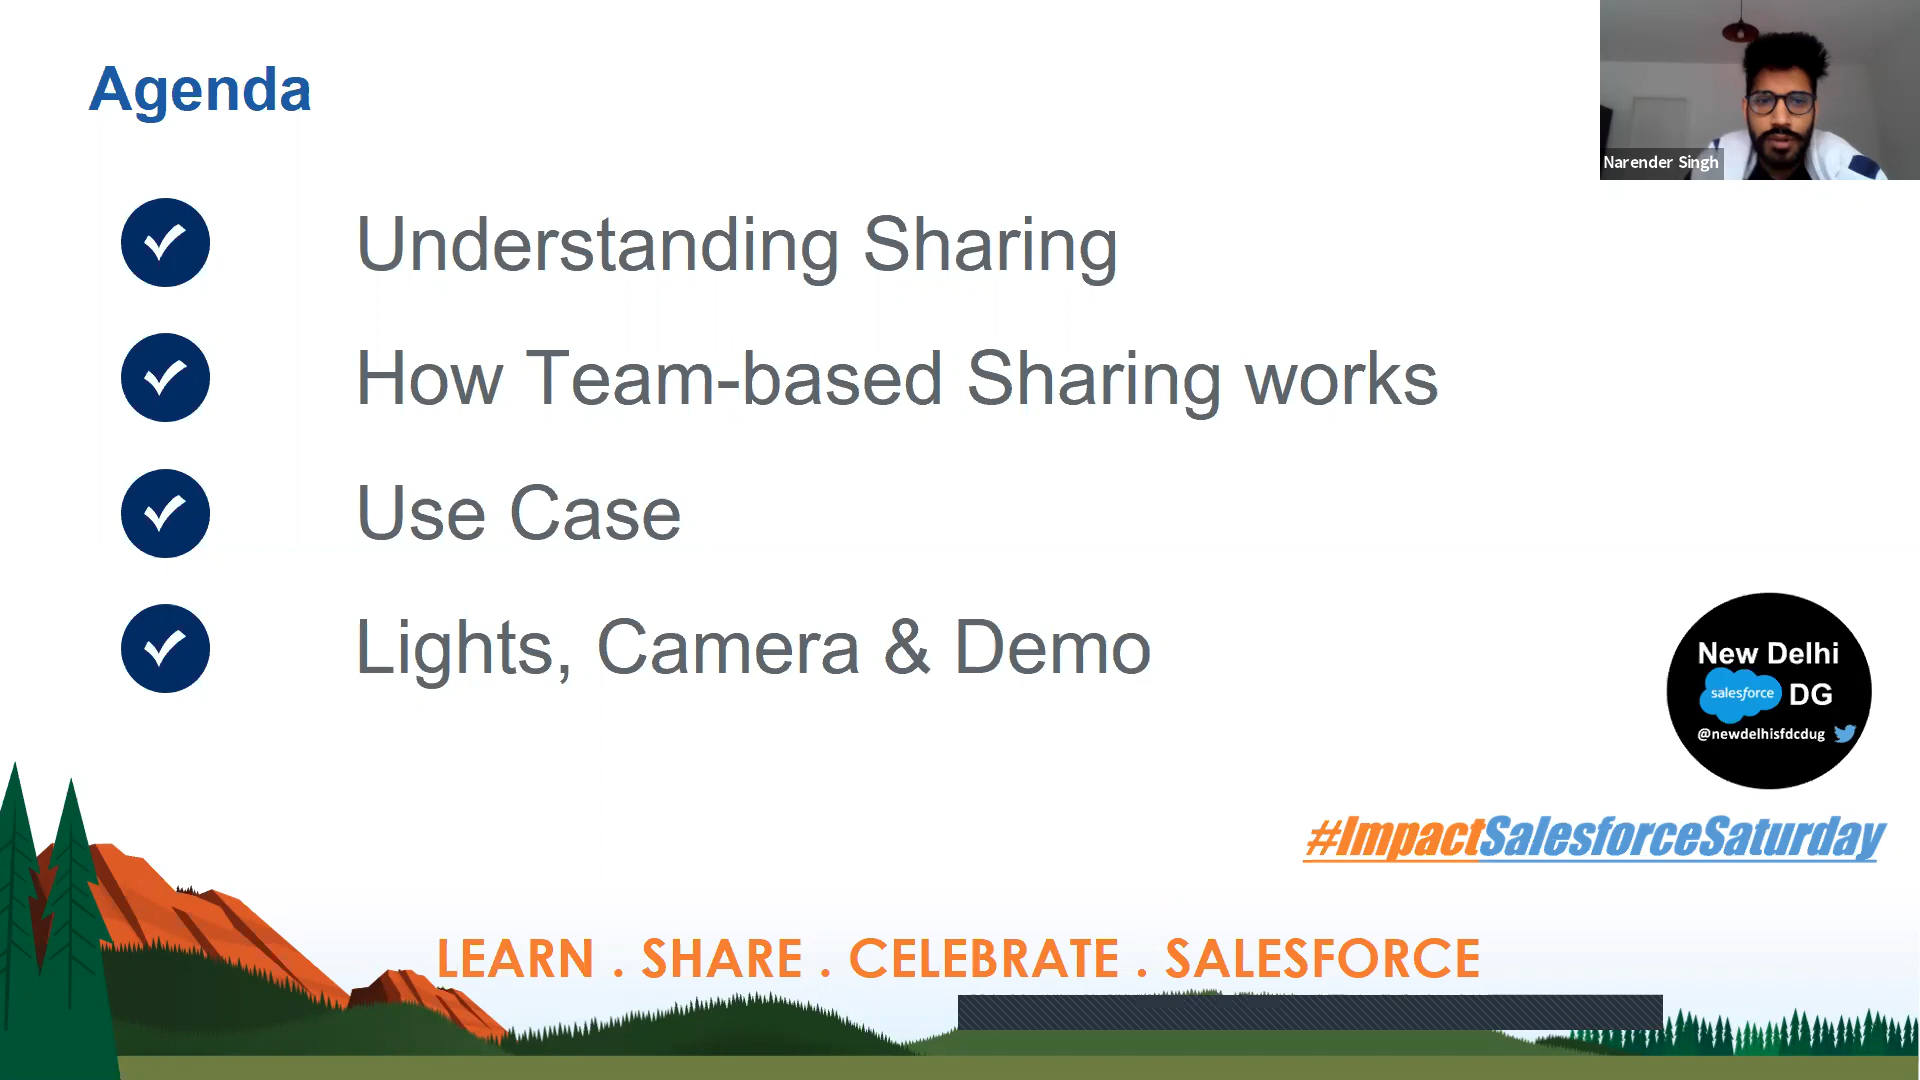 Agenda
Narender Singh
Understanding Sharing
How Team-based Sharing works
Use Case
Lights, Camera & Demo
New Delhi
salesforce DG
@newdelhisfdcdug
#ImpactSalesforceSaturday
LEARN . SHARE . CELEBRATE . SALESFORCE